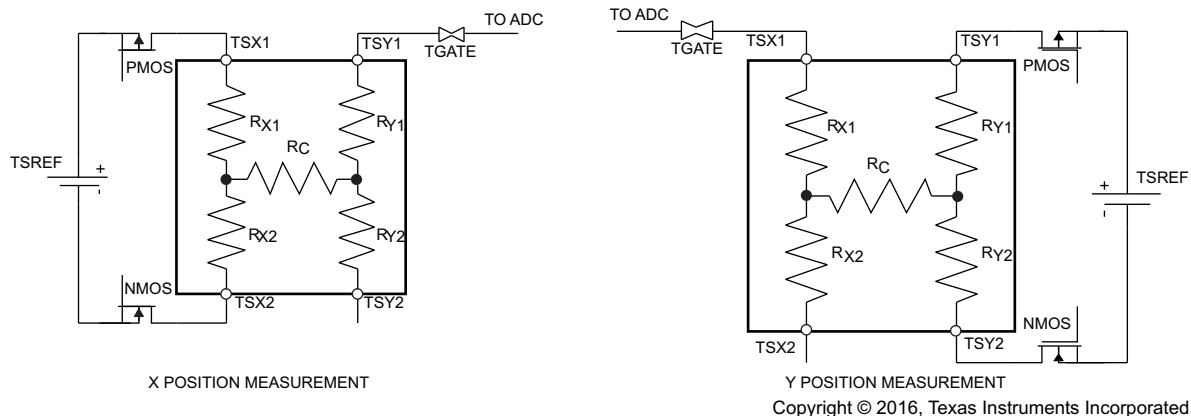 TO ADC
TSX1
TSY1
TGATE
PMOS
RX1
RY1
RC
TSREF
+
-
RX2
RY2
NMOS
TSX2
TSY2
X POSITION MEASUREMENT
TO ADC
TGATE
TSX1
TSY1
PMOS
RX1
RY1
RC
TSREF
+
-
RX2
RY2
NMOS
TSX2
TSY2
Y POSITION MEASUREMENT
Copyright © 2016, Texas Instruments Incorporated